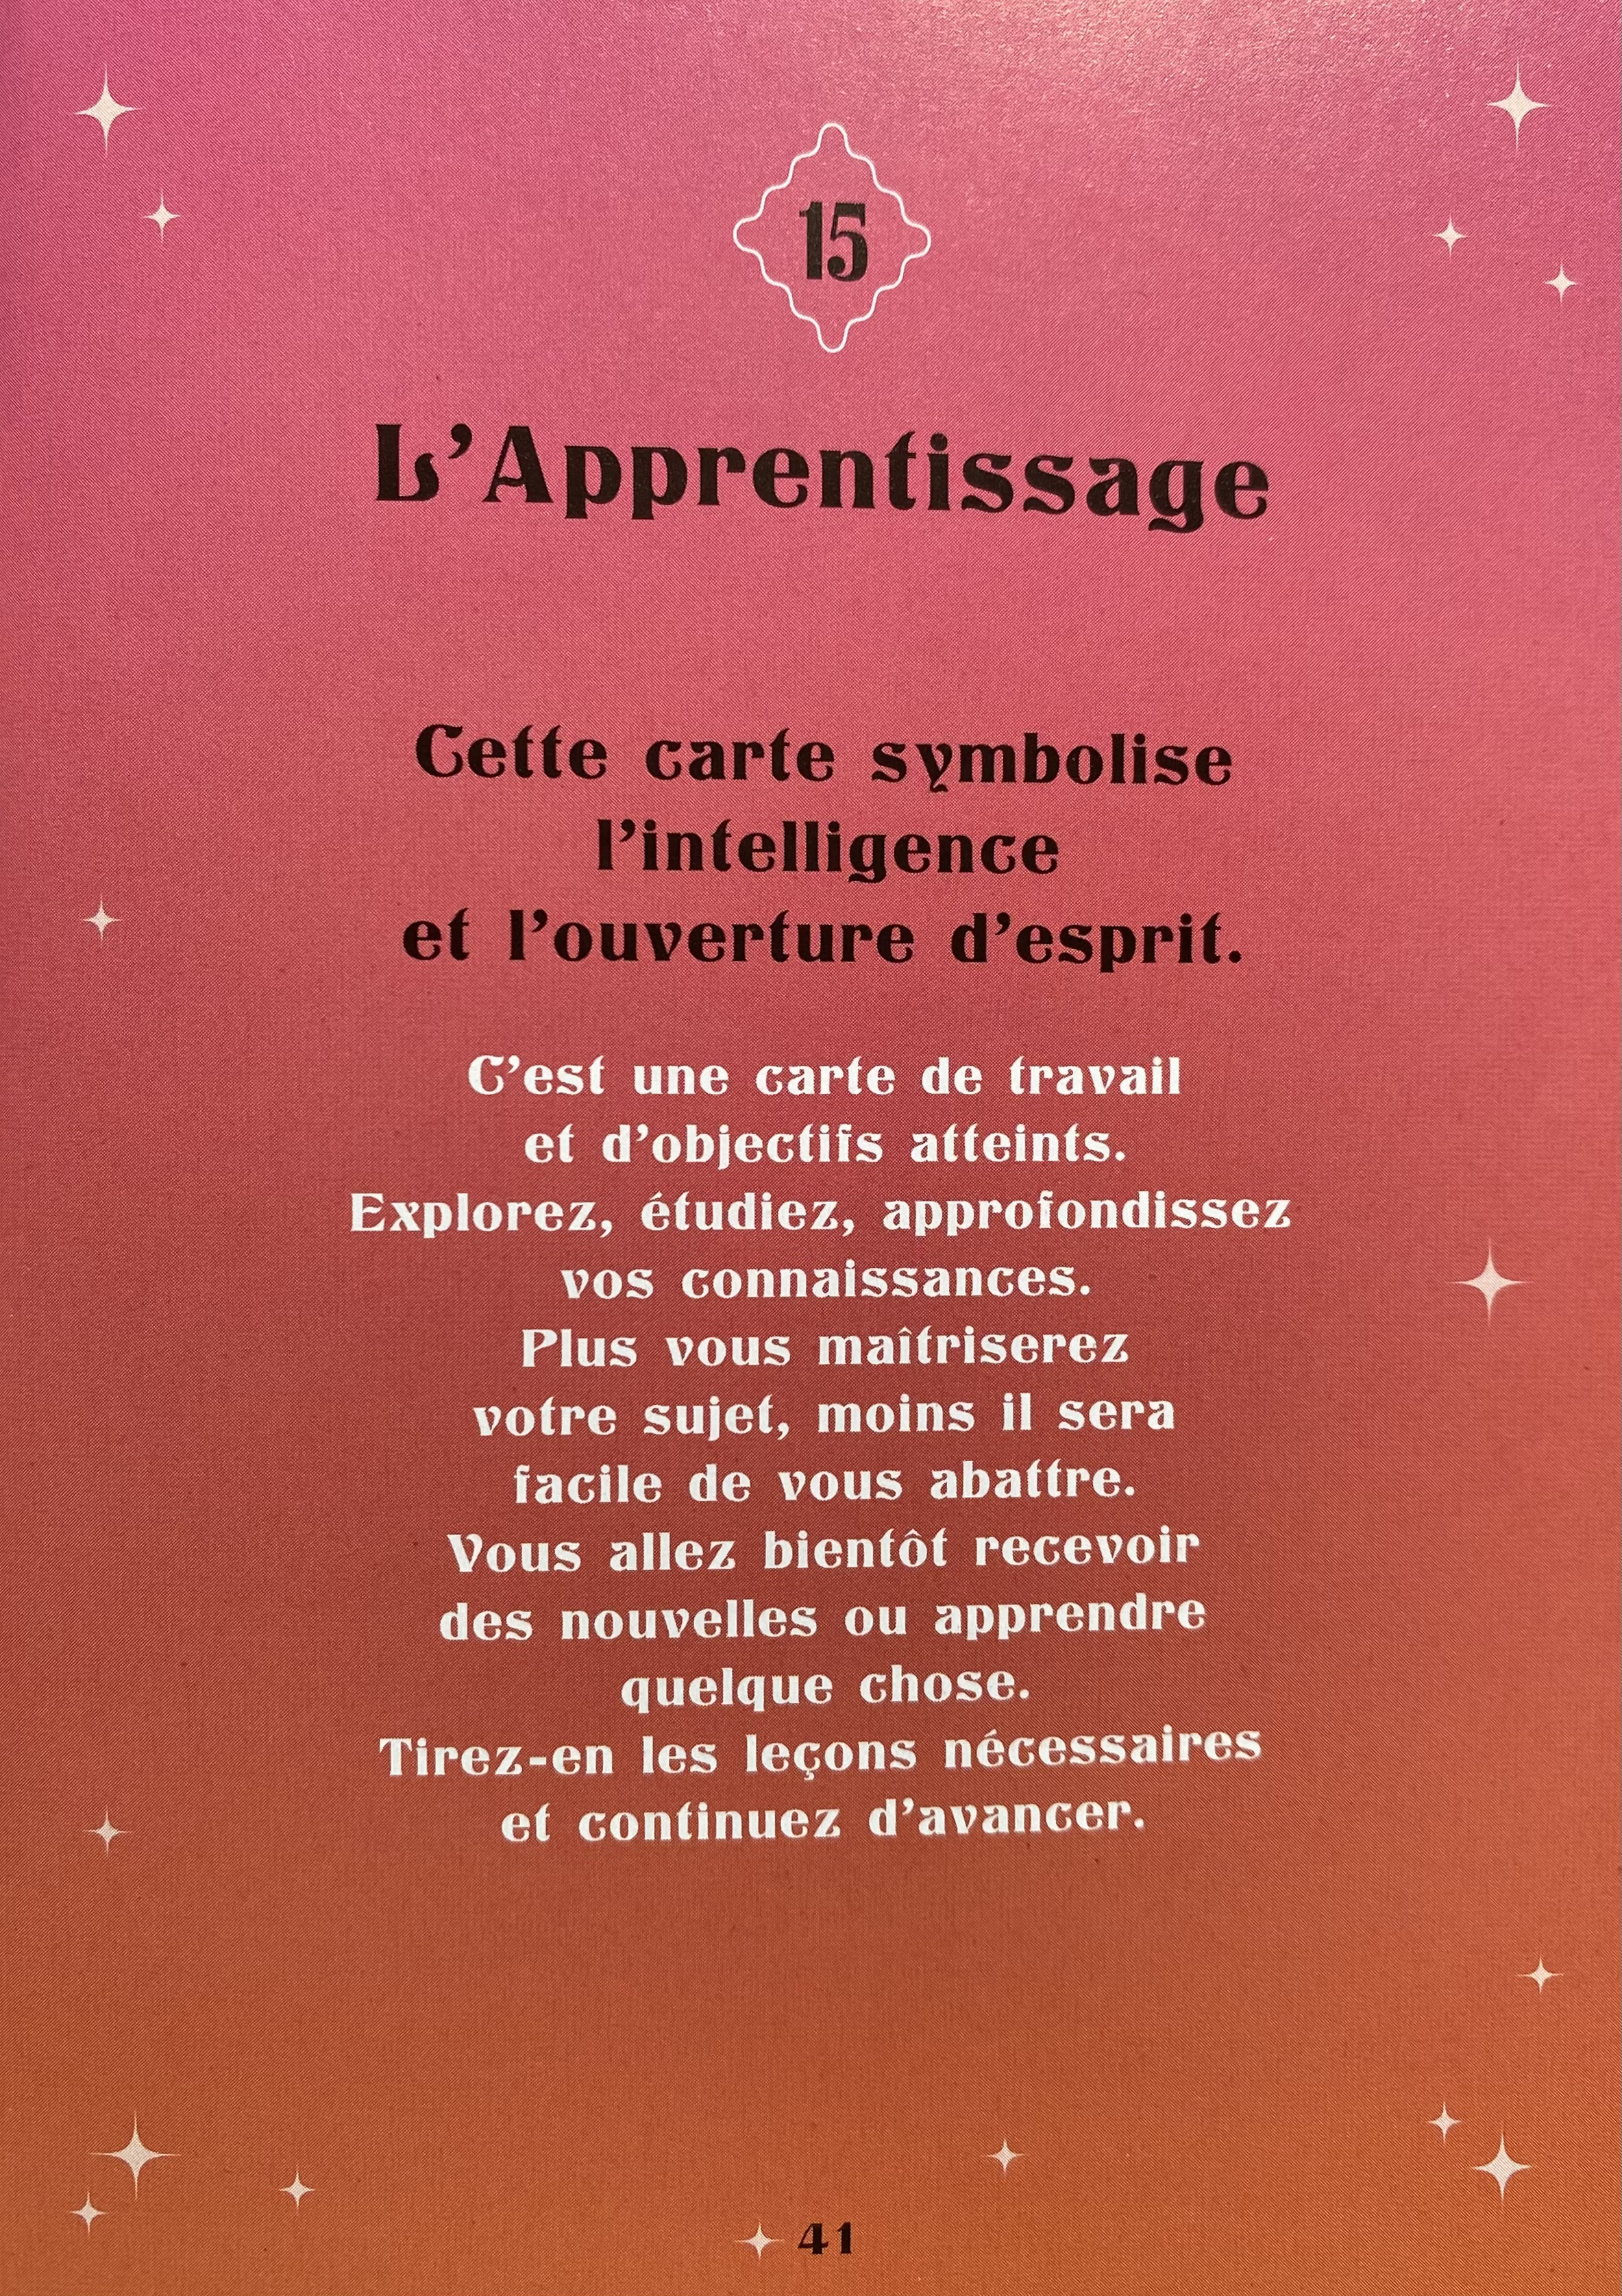 15
L’Apprentissage
Cette carte symbolise
l’intelligence
et l’ouverture d’esprit.
C’est une carte de travail
et d’objectifs atteints.
Explorez, étudiez, approfondissez
vos connaissances.
Plus vous maîtriserez
votre sujet, moins il sera
facile de vous abattre.
Vous allez bientôt recevoir
des nouvelles ou apprendre
quelque chose.
Tirez-en les leçons nécessaires
et continuez d’avancer.
41